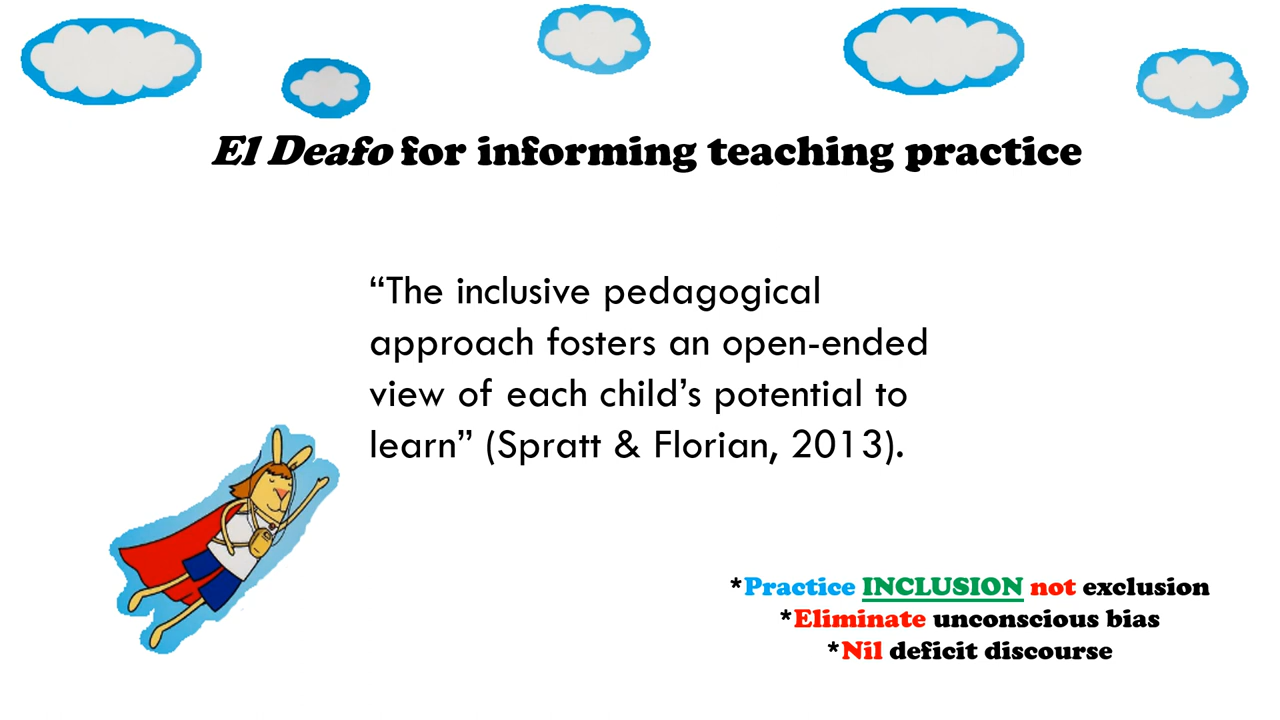 El Deafo for informing teaching practice
“The inclusive pedagogical
approach fosters an open-ended
view of each child’s potential to
learn” (Spratt & Florian, 2013).
*Practice INCLUSION not exclusion
*Eliminate unconscious bias
*Nil deficit discourse